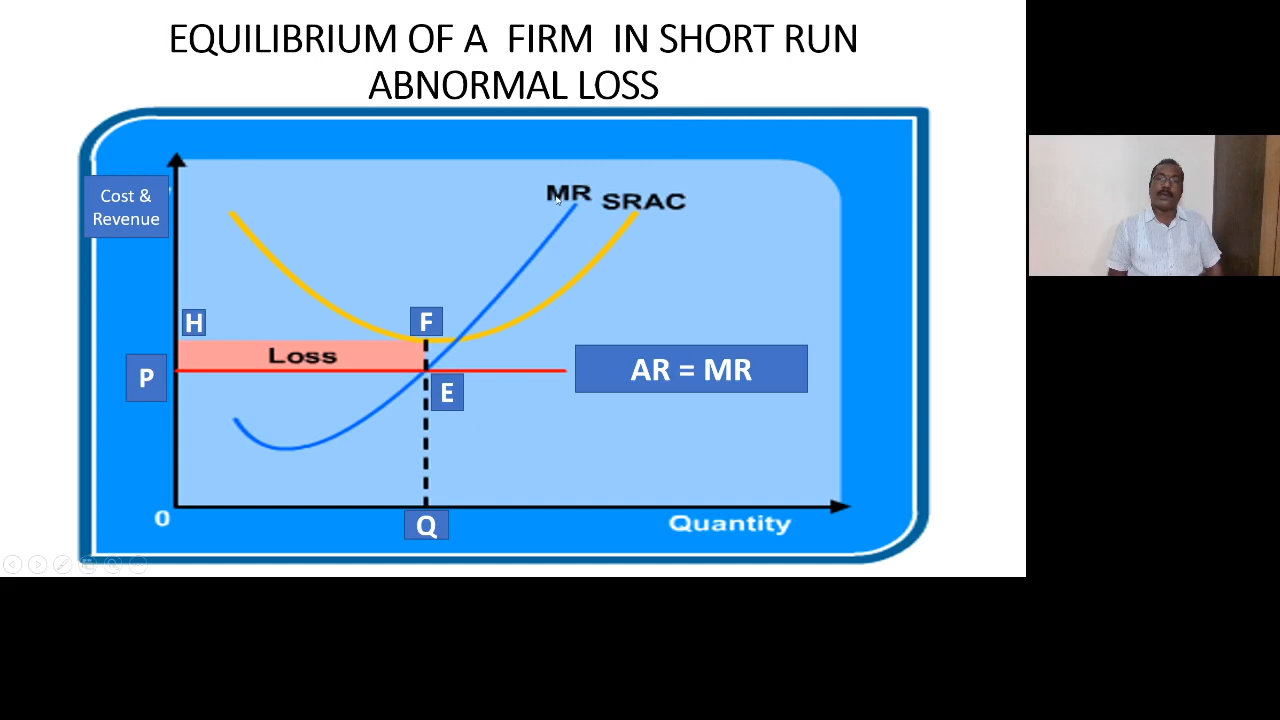 EQUILIBRIUM OF A FIRM IN SHORT RUN
ABNORMAL LOSS
Cost &
Revenue
MR
SRAC
H
F
Loss
P
AR = MR
E
0
Q
Quantity